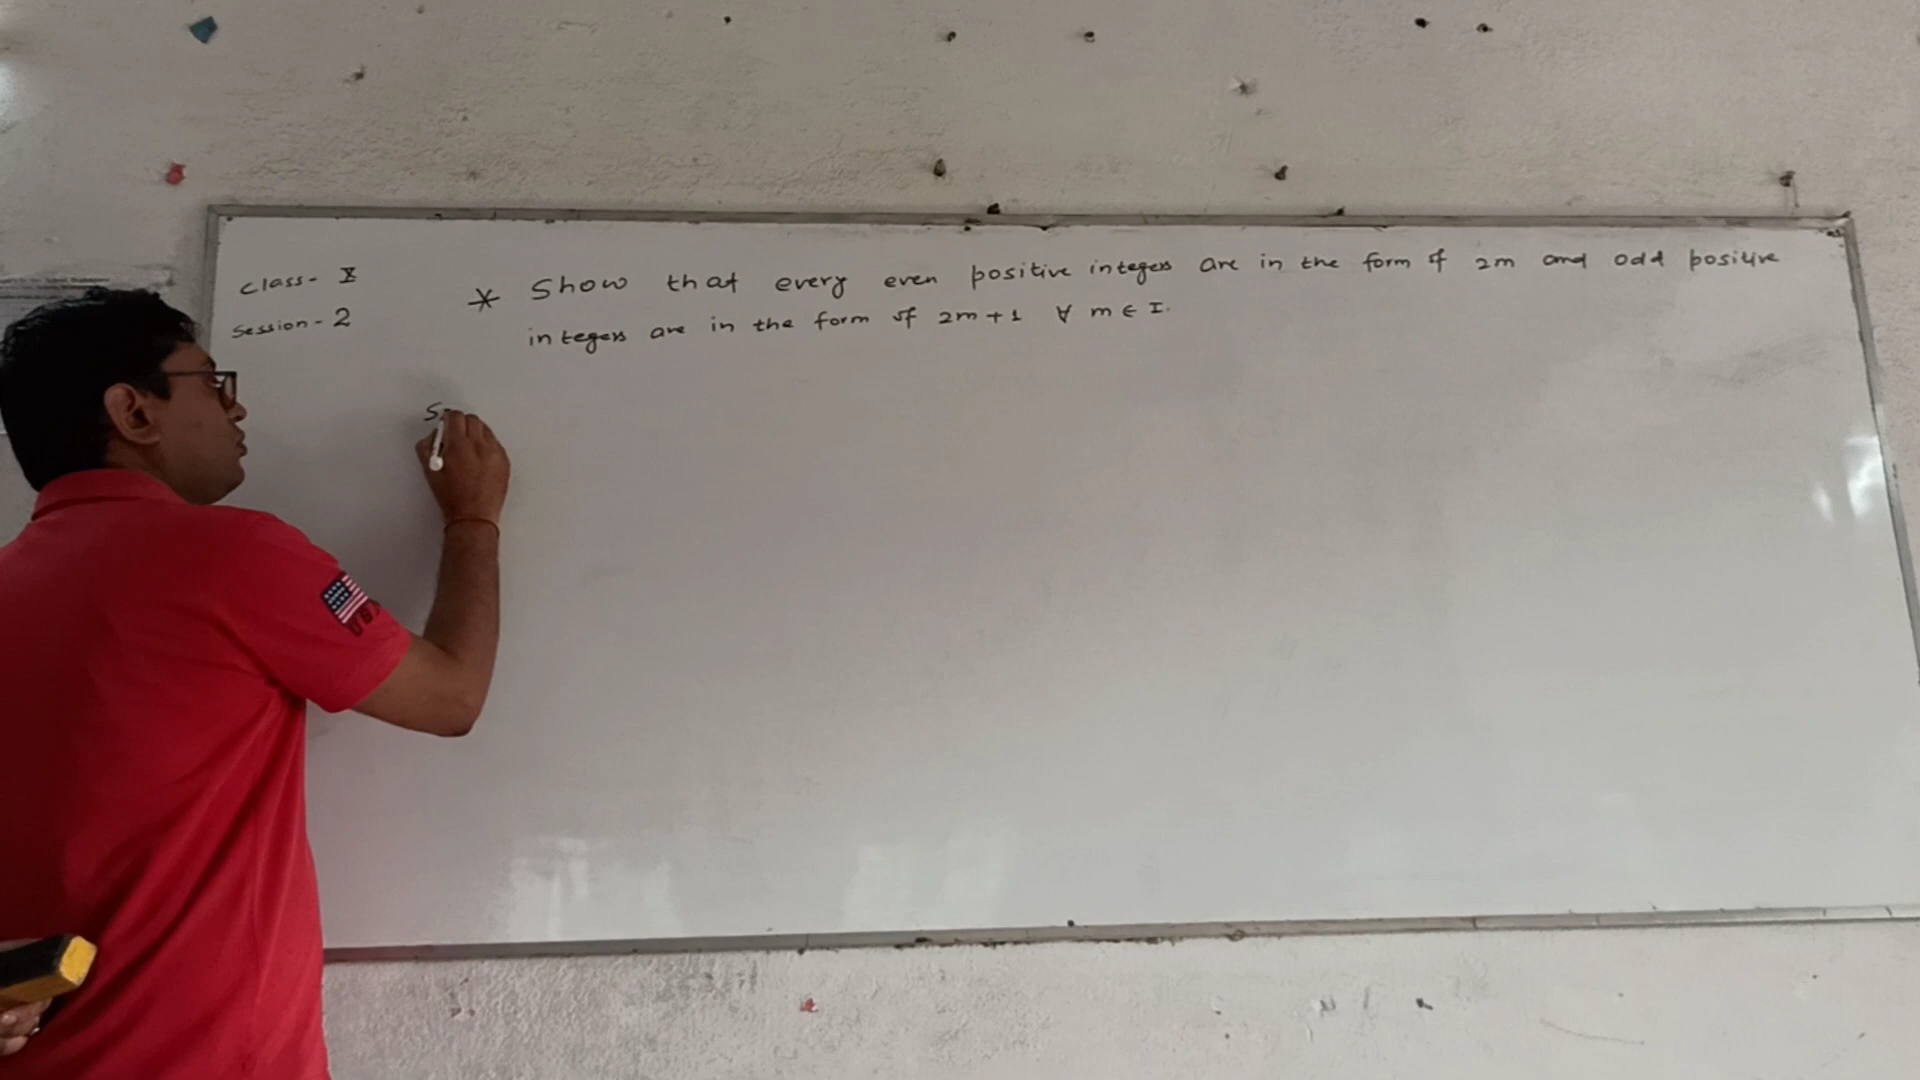 Class - X
Session - 2
* Show that every even positive integers are in the form of 2m and odd positive
integers are in the form of 2m + 1 ∀ m ∈ I.
S